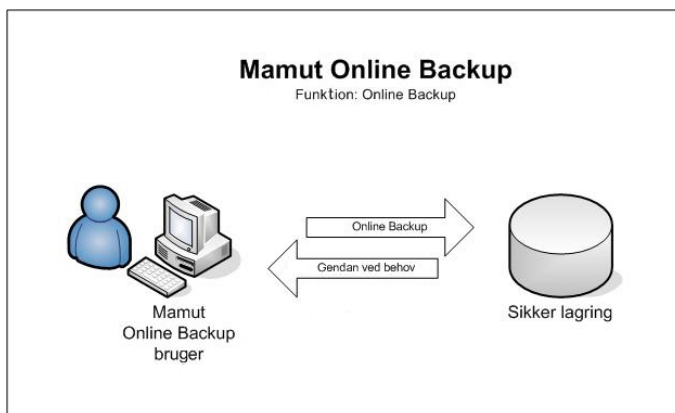 Mamut Online Backup
Funktion: Online Backup
Online Backup
Gendan ved behov
Mamut
Online Backup
bruger
Sikker lagring